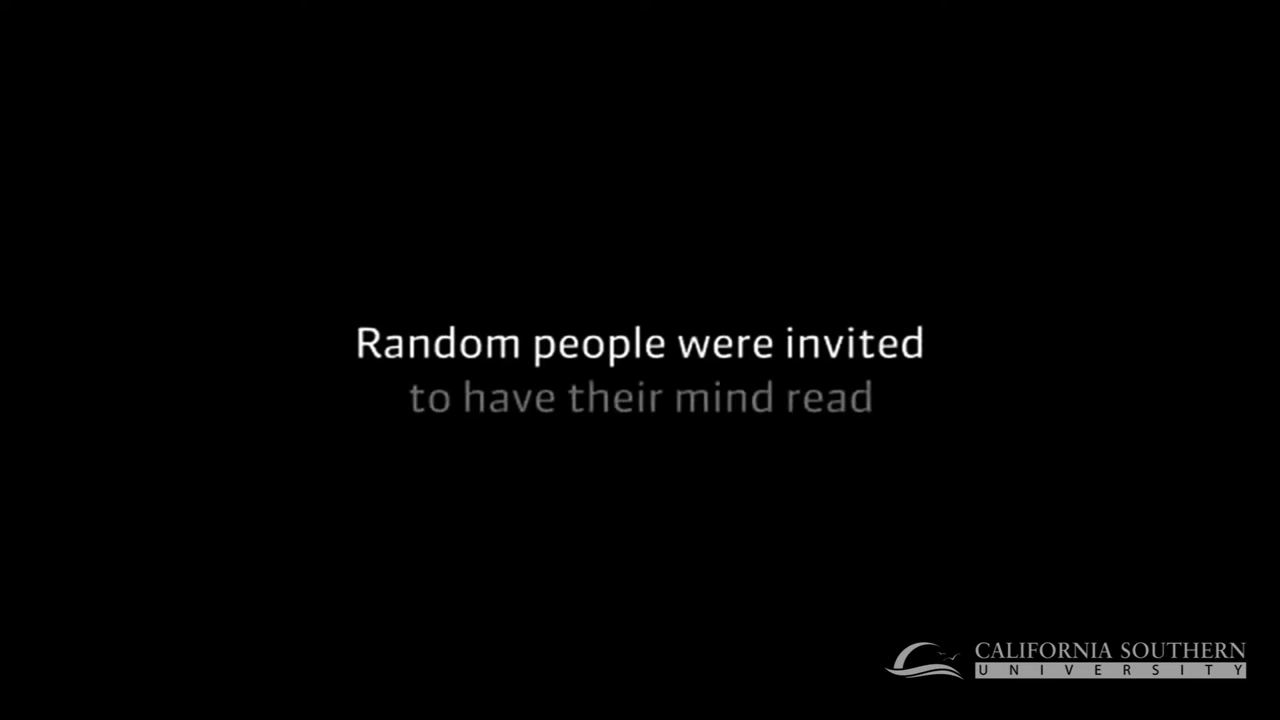 Random people were invited
to have their mind read
CALIFORNIA SOUTHERN
UNIVERSITY